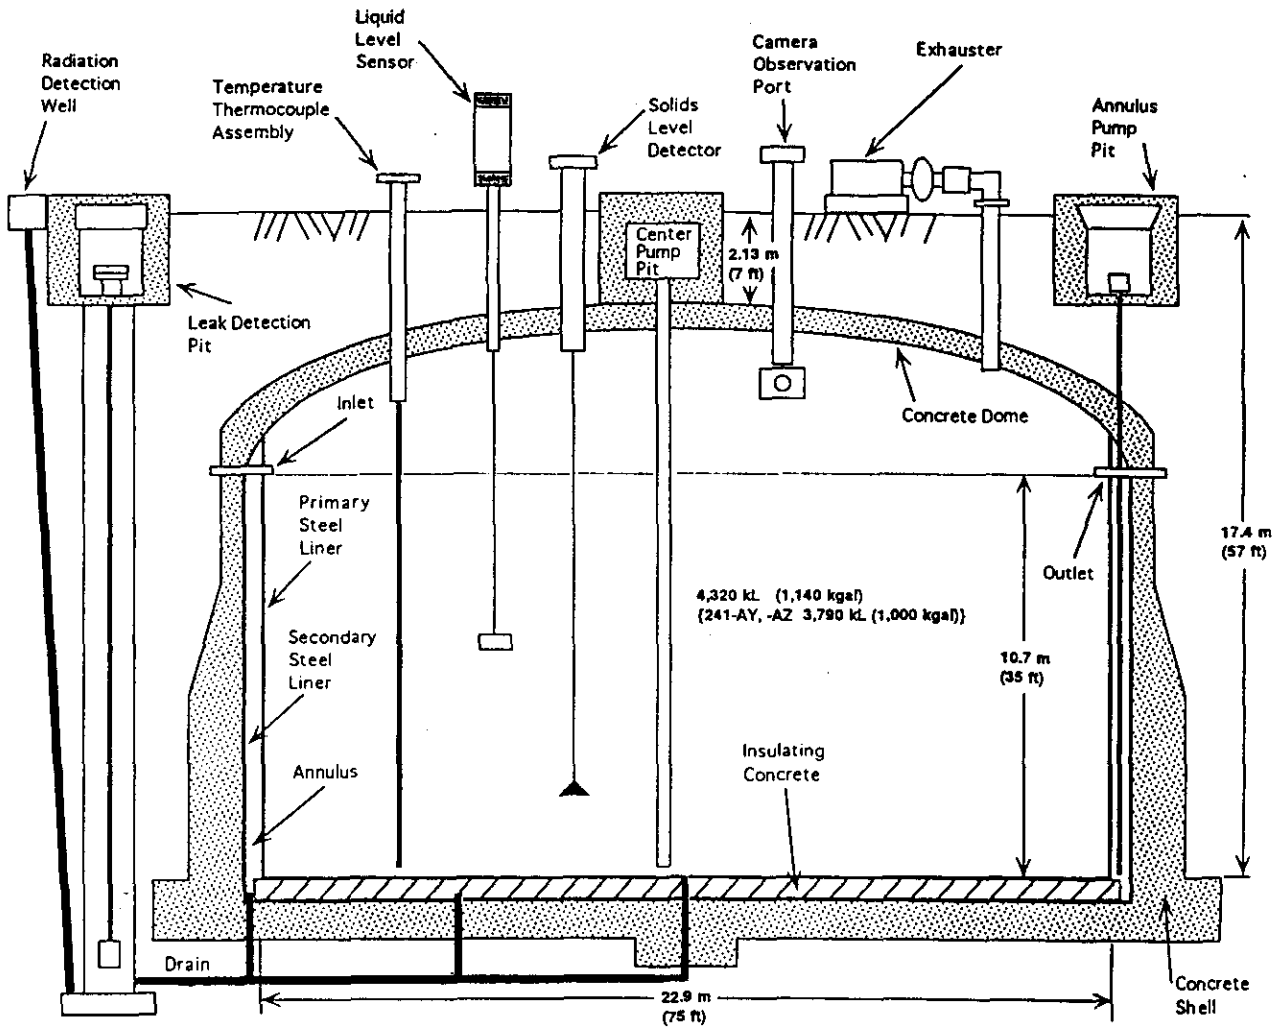 Liquid
Level
Sensor
Radiation
Detection
Well
Temperature
Thermocouple
Assembly
Solids
Level
Detector
Camera
Observation
Port
Exhauster
Annulus
Pump
Pit
Center
Pump
Pit
2.13 m
(7 ft)
Leak Detection
Pit
Inlet
Concrete Dome
Primary
Steel
Liner
17.4 m
(57 ft)
Outlet
4,320 kL (1,140 kgal)
{241-AY, -AZ 3,790 kL (1,000 kgal)}
Secondary
Steel
Liner
10.7 m
(35 ft)
Annulus
Insulating
Concrete
Drain
Concrete
Shell
22.9 m
(75 ft)